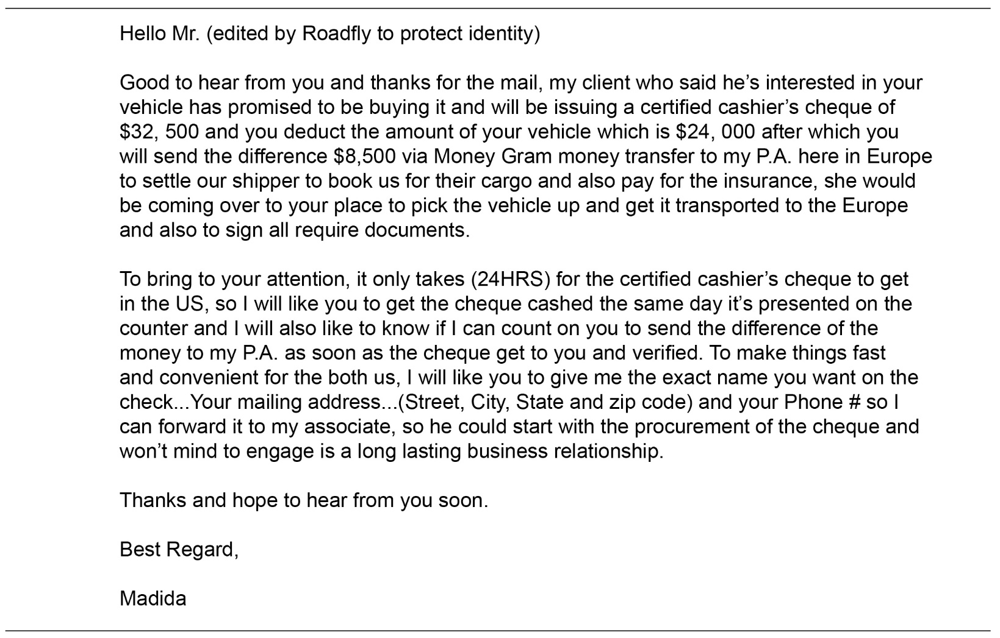 Hello Mr. (edited by Roadfly to protect identity)
Good to hear from you and thanks for the mail, my client who said he’s interested in your
vehicle has promised to be buying it and will be issuing a certified cashier’s cheque of
$32, 500 and you deduct the amount of your vehicle which is $24, 000 after which you
will send the difference $8,500 via Money Gram money transfer to my P.A. here in Europe
to settle our shipper to book us for their cargo and also pay for the insurance, she would
be coming over to your place to pick the vehicle up and get it transported to the Europe
and also to sign all require documents.
To bring to your attention, it only takes (24HRS) for the certified cashier’s cheque to get
in the US, so I will like you to get the cheque cashed the same day it’s presented on the
counter and I will also like to know if I can count on you to send the difference of the
money to my P.A. as soon as the cheque get to you and verified. To make things fast
and convenient for the both us, I will like you to give me the exact name you want on the
check...Your mailing address...(Street, City, State and zip code) and your Phone # so I
can forward it to my associate, so he could start with the procurement of the cheque and
won’t mind to engage is a long lasting business relationship.
Thanks and hope to hear from you soon.
Best Regard,
Madida